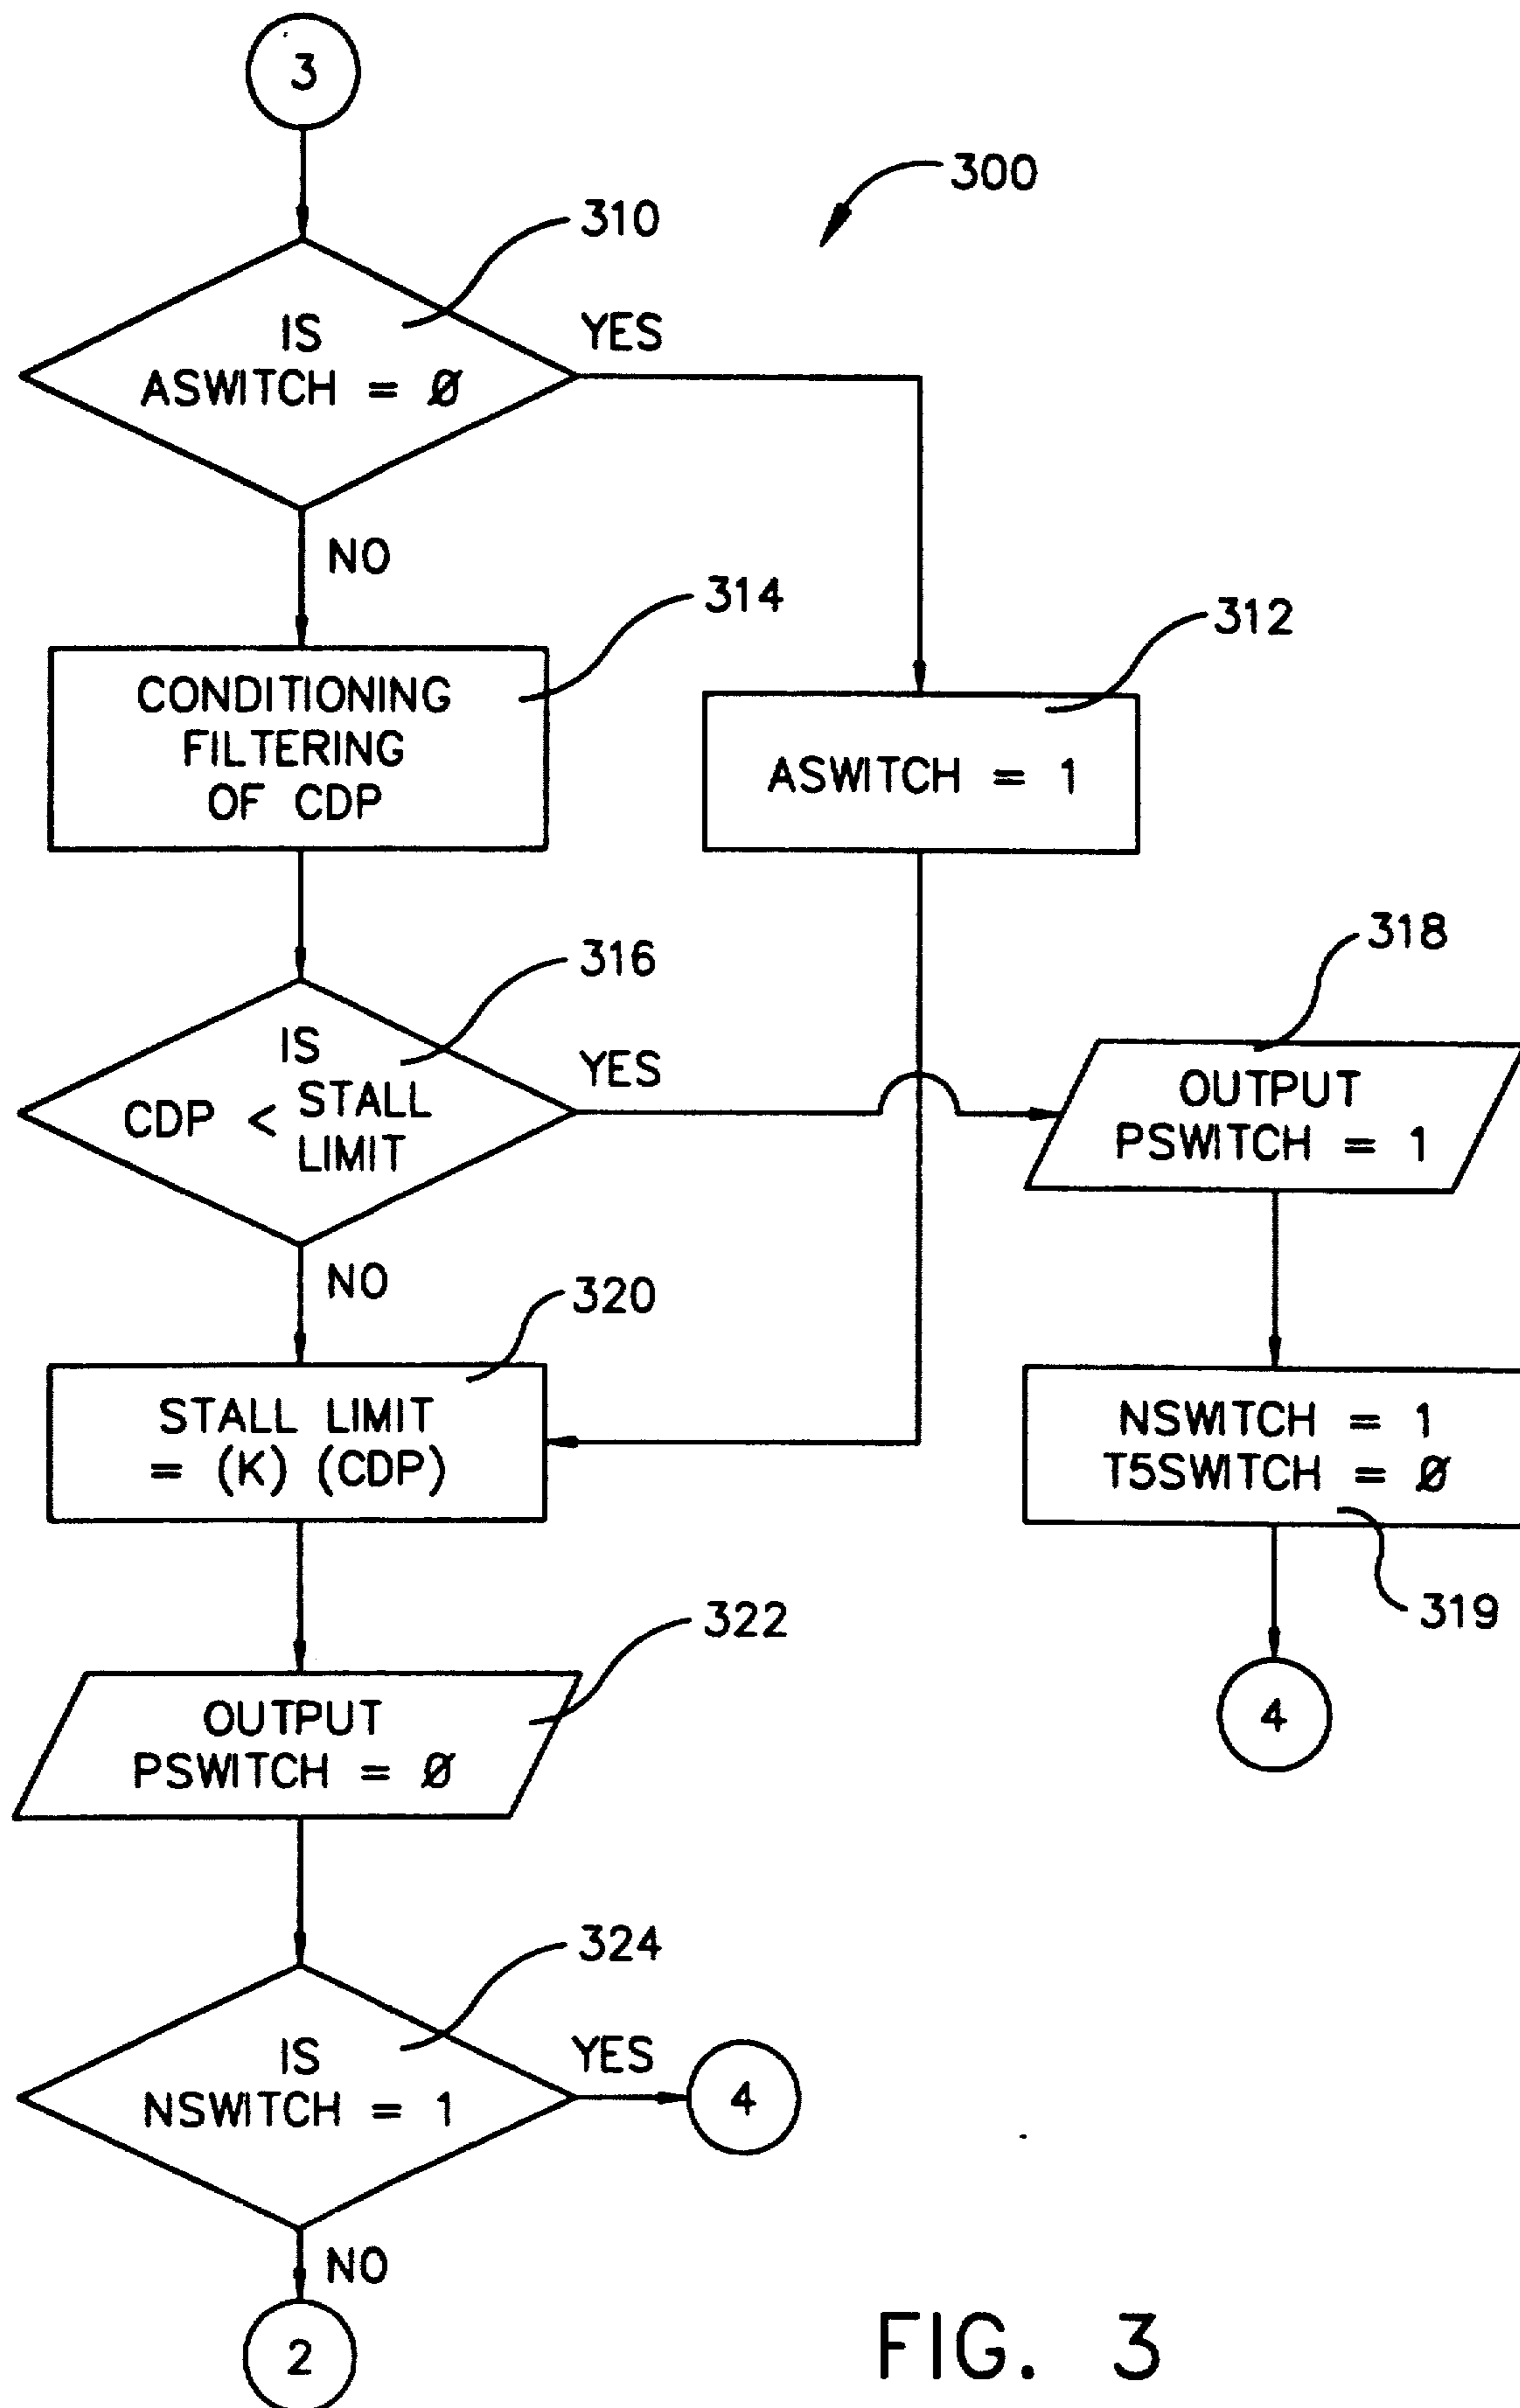 3
300
310
IS
ASWITCH = Ø
YES
NO
314
CONDITIONING
FILTERING
OF CDP
312
ASWITCH = 1
316
IS
CDP < STALL
LIMIT
YES
318
OUTPUT
PSWITCH = 1
NO
320
STALL LIMIT
= (K) (CDP)
NSWITCH = 1
T5SWITCH = Ø
319
4
322
OUTPUT
PSWITCH = Ø
324
IS
NSWITCH = 1
YES
4
NO
2
FIG. 3